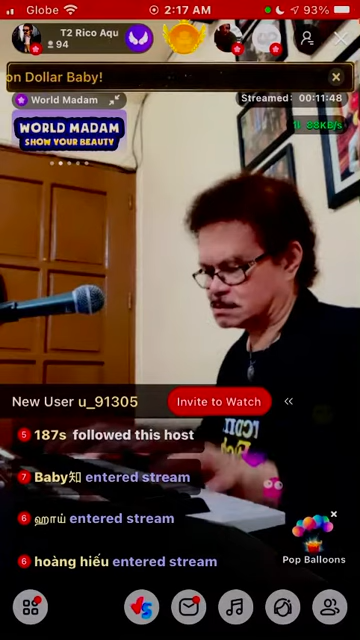 Globe
2:17 AM
93%
T2 Rico Aqu
94
on Dollar Baby!
World Madam
Streamed: 00:11:48
WORLD MADAM
SHOW YOUR BEAUTY
New User u_91305
Invite to Watch
5 187s followed this host
7 Baby知 entered stream
6 ஹாய் entered stream
6 hoàng hiếu entered stream
Pop Balloons